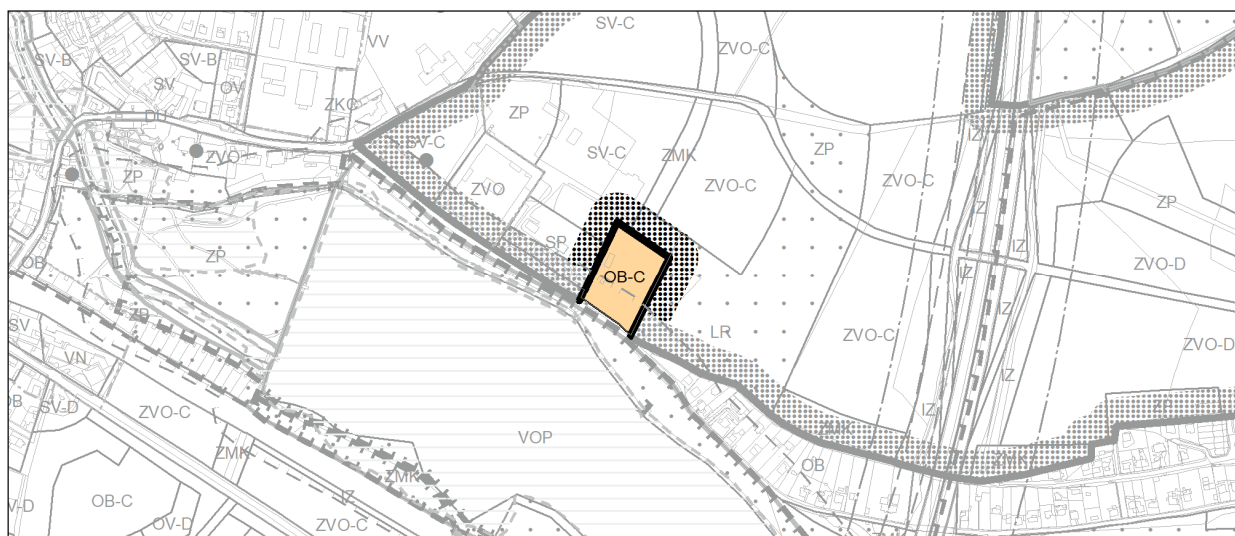 SV-C
ZVO-C
VV
SV-B
SV-B
SV
OV
ZKC
DU
ZP
SV-C
SV-C
ZMK
ZP
ZVO
ZP
ZVO
ZVO-C
ZVO-C
IZ
ZP
IZ
SP
ZP
OB
OB-C
IZ
IZ
IZ
ZVO-D
LR
ZVO-C
IZ
ZVO-D
SV
VN
OB
SV-D
ZVO-C
IZ
ZP
ZMK
VOP
ZMK
OB
ZMK
ZMK
IZ
OB-C
V-D
OV-D
ZVO-C